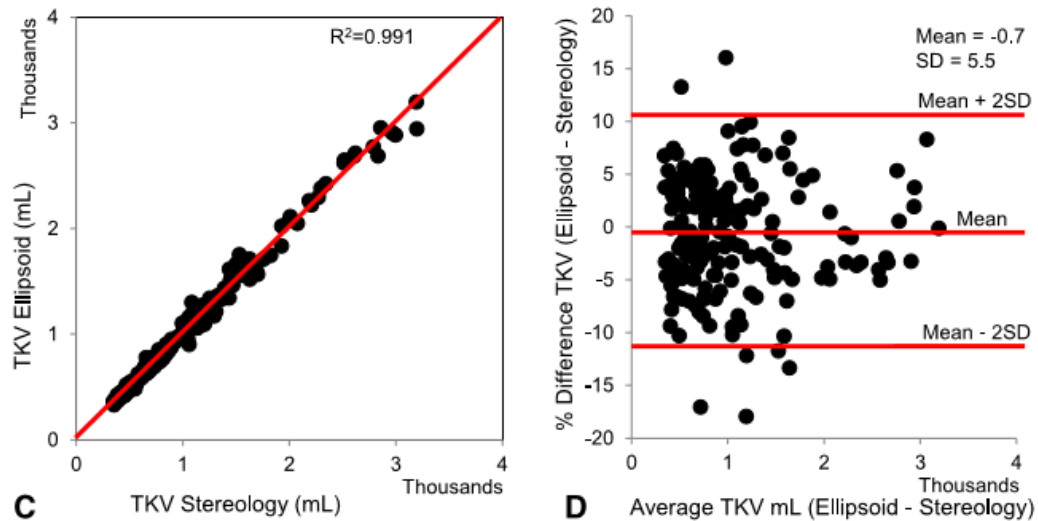 4
3
2
1
0
Thousands
TKV Ellipsoid (mL)
R²=0.991
0 1 2 3 4
Thousands
TKV Stereology (mL)
C
20
15
10
5
0
-5
-10
-15
-20
% Difference TKV (Ellipsoid - Stereology)
Mean = -0.7
SD = 5.5
Mean + 2SD
Mean
Mean - 2SD
0 1 2 3 4
Thousands
Average TKV mL (Ellipsoid - Stereology)
D